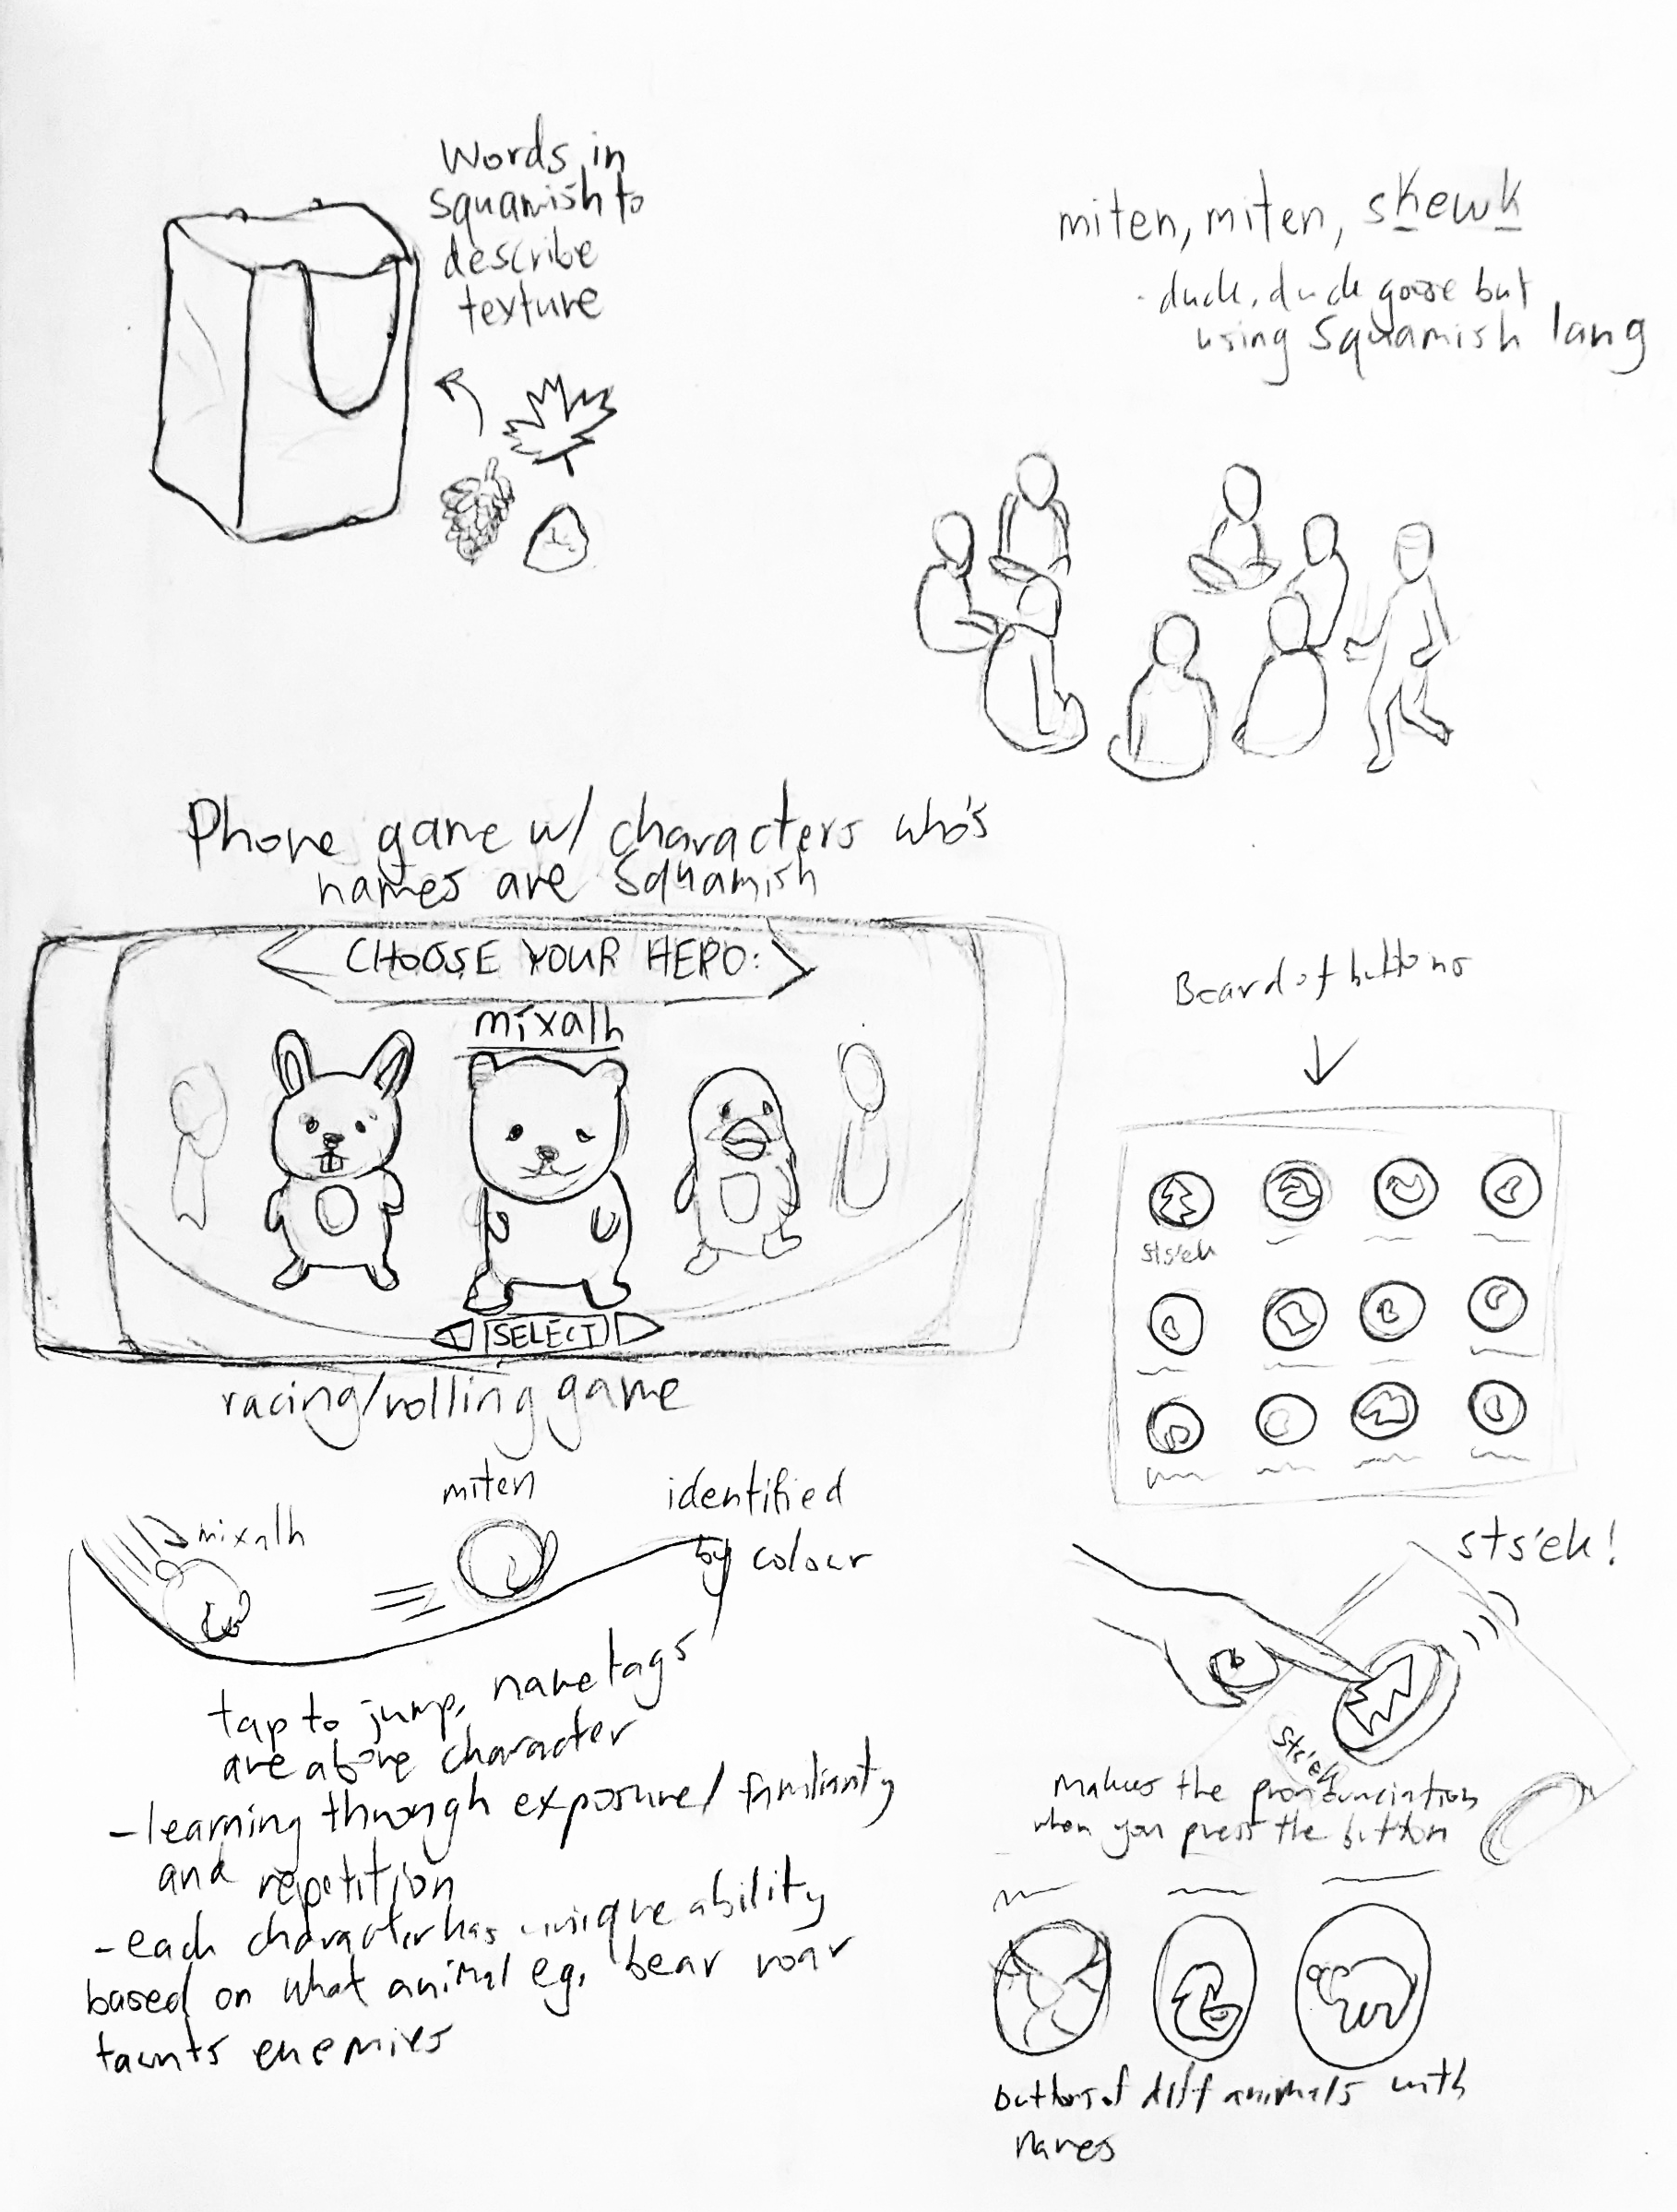 Words in
squamish to
describe
texture
miten, miten, s<u>k</u>ew<u>k</u>
- duck, duck goose but
using Squamish lang
Phone game w/ characters who's
names are Squamish
CHOOSE YOUR HERO:
mixalh
SELECT
racing/rolling game
mixalh
miten
identified
by colour
tap to jump, name tags
are above character
- learning through exposure/ familiarity
and repetition
- each character has unique ability
based on what animal eg. bear roar
taunts enemies
Board of buttons
sts'ek
sts'ek!
sts'ek
Makes the pronunciation
when you press the button
buttons of diff animals with
names